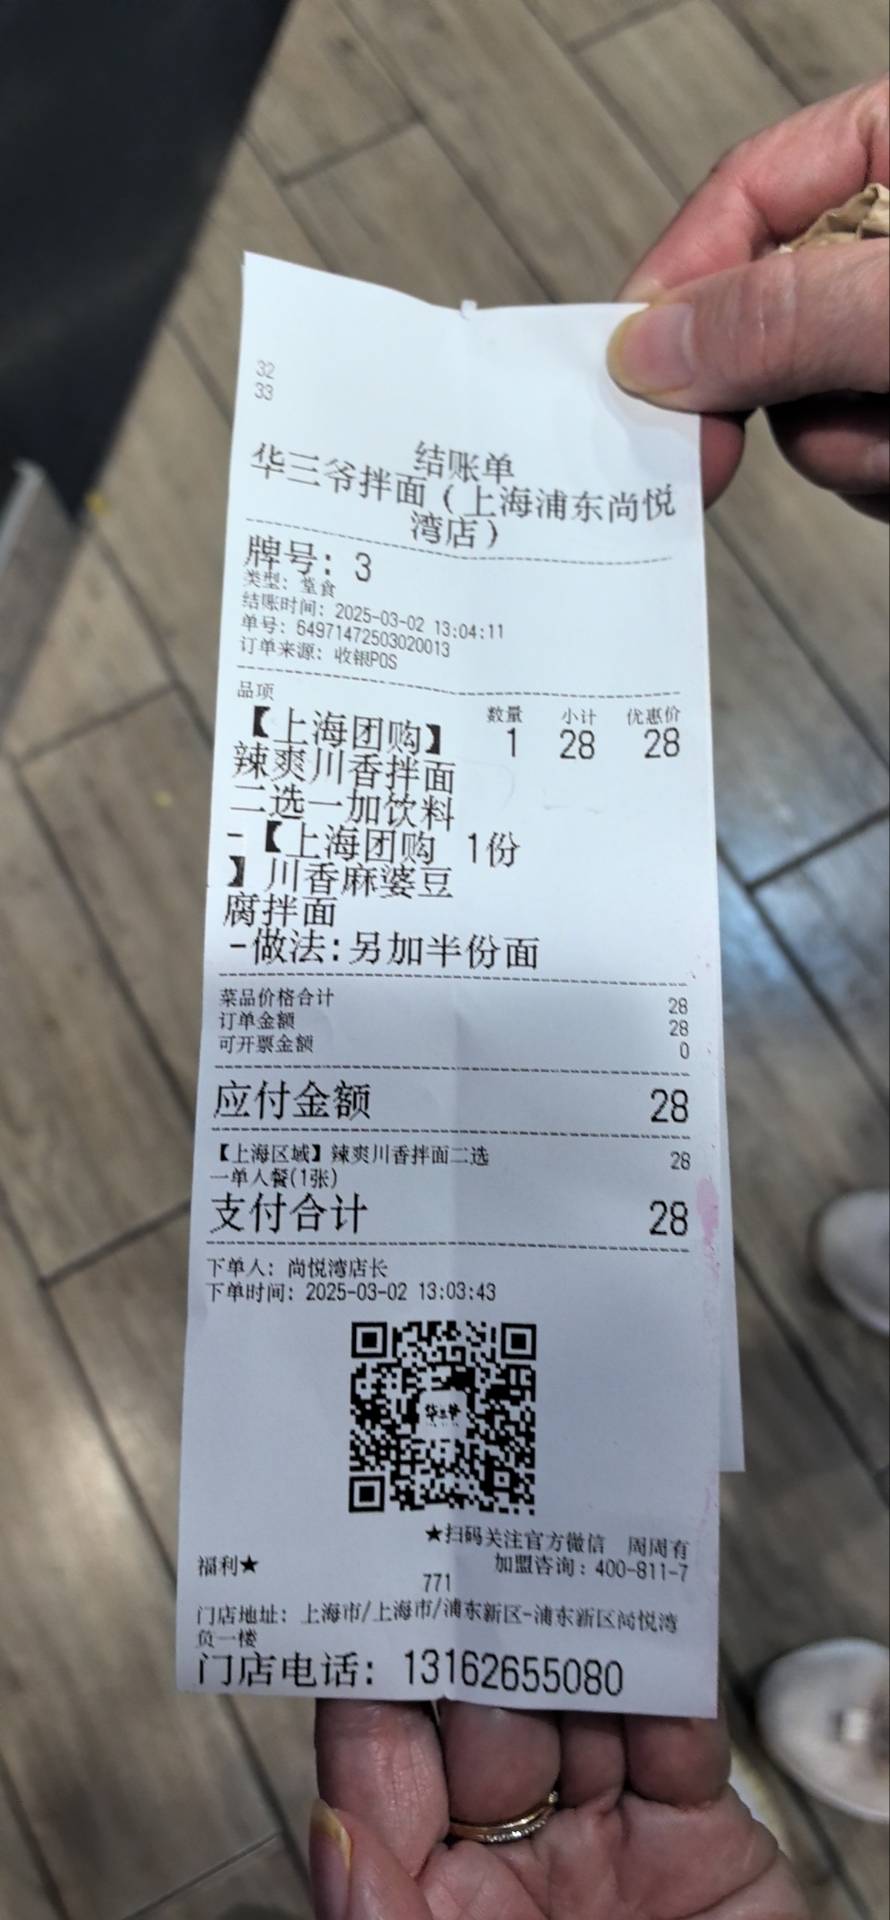 32
33
结账单
华三爷拌面（上海浦东尚悦
湾店）
牌号：3
类型：堂食
结账时间：2025-03-02 13:04:11
单号：64971472503020013
订单来源：收银POS
品项 数量 小计 优惠价
【上海团购】 1 28 28
辣爽川香拌面
二选一加饮料
-【上海团购 1份
】川香麻婆豆
腐拌面
-做法：另加半份面
菜品价格合计 28
订单金额 28
可开票金额 0
应付金额 28
【上海区域】辣爽川香拌面二选 28
一单人餐(1张)
支付合计 28
下单人：尚悦湾店长
下单时间：2025-03-02 13:03:43
华三爷
★扫码关注官方微信 周周有
福利★ 加盟咨询：400-811-7
771
门店地址：上海市/上海市/浦东新区-浦东新区尚悦湾
负一楼
门店电话：13162655080